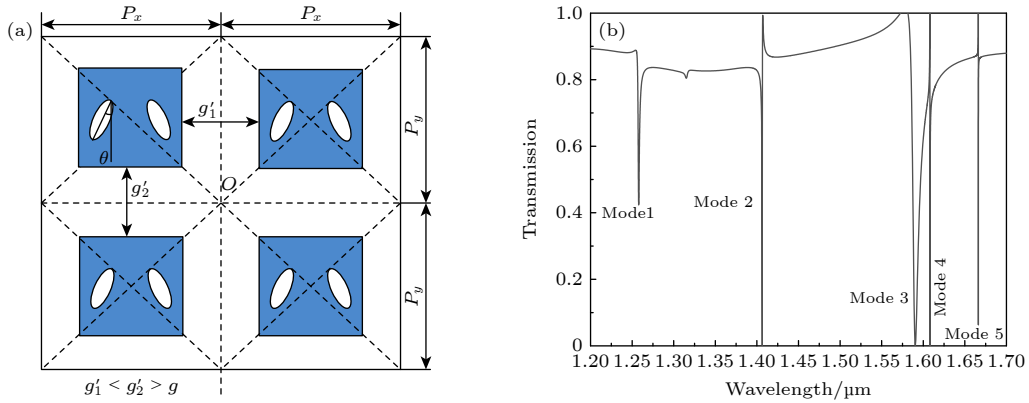 (a)
P_x P_x
g′_1
P_y
θ
g′_2
O
P_y
g′_1 < g′_2 > g
(b)
1.0
0.8
0.6
0.4
0.2
0
Transmission
Mode1
Mode 2
Mode 3
Mode 4
Mode 5
1.20 1.25 1.30 1.35 1.40 1.45 1.50 1.55 1.60 1.65 1.70
Wavelength/μm